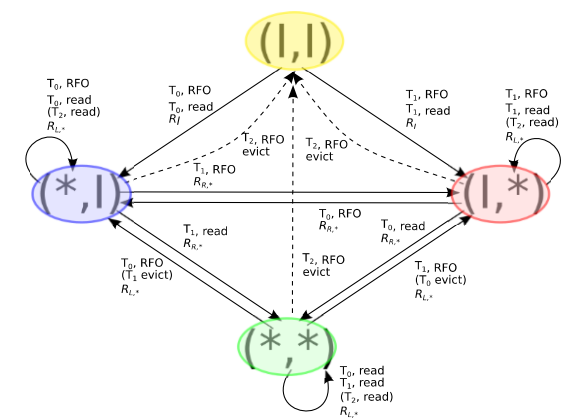 (I,I)
T0, RFO
T0, read
(T2, read)
RL,*
T0, RFO
T0, read
RI
T1, RFO
T1, read
RI
T1, RFO
T1, read
(T2, read)
RL,*
T2, RFO
evict
T2, RFO
evict
T1, RFO
RR,*
(*,I)
(I,*)
T0, RFO
RR,*
T1, read
RR,*
T0, read
RR,*
T0, RFO
(T1 evict)
RL,*
T2, RFO
evict
T1, RFO
(T0 evict)
RL,*
(*,*)
T0, read
T1, read
(T2, read)
RL,*